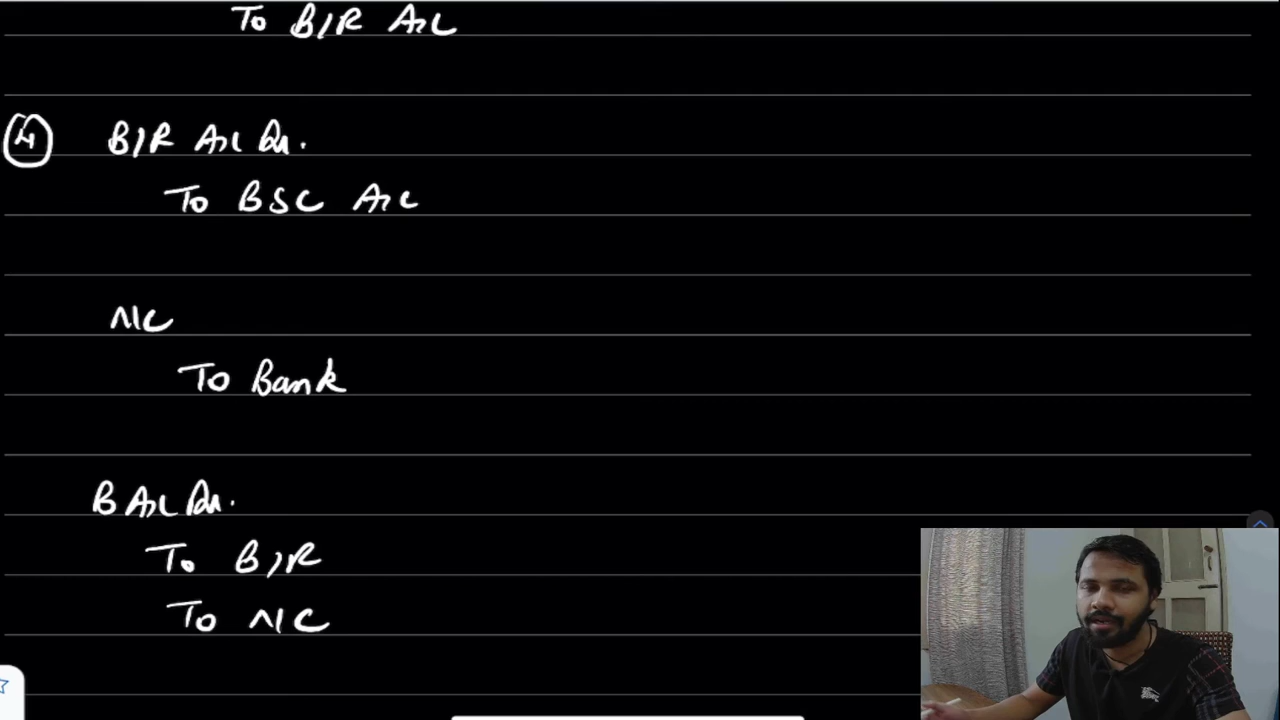 To B/R A/C
4 B/R A/C Dr.
To BSC A/C
N/C
To Bank
B A/C Dr.
To B/R
To N/C